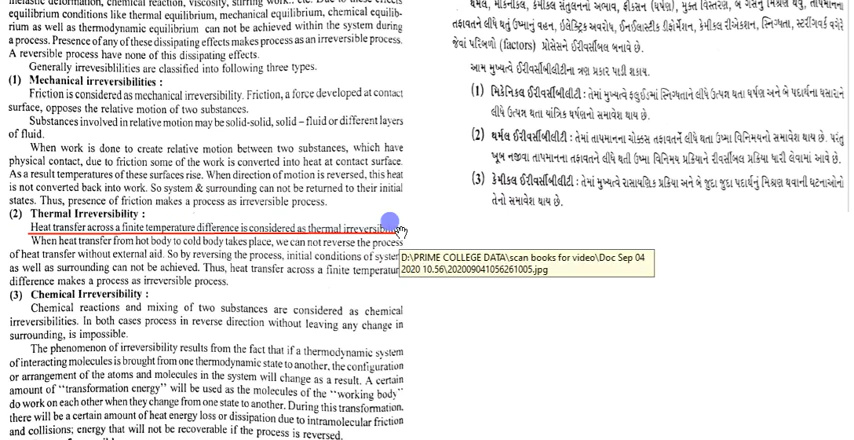 inelastic deformation, chemical reaction, viscosity, stirring work.. etc. Due to these effects
equilibrium conditions like thermal equilibrium, mechanical equilibrium, chemical equilib-
rium as well as thermodynamic equilibrium can not be achieved within the system during
a process. Presence of any of these dissipating effects makes process as an irreversible process.
A reversible process have none of this dissipating effects.
Generally irrevesiblilities are classified into following three types.
(1) Mechanical irreversibilities :
Friction is considered as mechanical irreversibility. Friction, a force developed at contact
surface, opposes the relative motion of two substances.
Substances involved in relative motion may be solid-solid, solid – fluid or different layers
of fluid.
When work is done to create relative motion between two substances, which have
physical contact, due to friction some of the work is converted into heat at contact surface.
As a result temperatures of these surfaces rise. When direction of motion is reversed, this heat
is not converted back into work. So system & surrounding can not be returned to their initial
states. Thus, presence of friction makes a process as irreversible process.
(2) Thermal Irreversibility :
Heat transfer across a finite temperature difference is considered as thermal
When heat transfer from hot body to cold body takes place, we can not reverse the process
of heat transfer without external aid. So by reversing the process, initial conditions of system
as well as surrounding can not be achieved. Thus, heat transfer across a finite
difference makes a process as irreversible process.
(3) Chemical Irreversibility :
Chemical reactions and mixing of two substances are considered as chemical
irreversibilities. In both cases process in reverse direction without leaving any change in
surrounding, is impossible.
The phenomenon of irreversibility results from the fact that if a thermodynamic system
of interacting molecules is brought from one thermodynamic state to another, the configuration
or arrangement of the atoms and molecules in the system will change as a result. A certain
amount of "transformation energy" will be used as the molecules of the "working body"
do work on each other when they change from one state to another. During this transformation,
there will be a certain amount of heat energy loss or dissipation due to intramolecular friction
and collisions; energy that will not be recoverable if the process is reversed.
થર્મલ, મીકેનીકલ, કેમીકલ સંતુલનનો અભાવ, ફ્રીક્સન (ઘર્ષણ), મુક્ત વિસ્તરણ, બે ગેસનું મિશ્રણ થવું, તાપમાનના
તફાવતને લીધે થતું ઉષ્માનું વહન, ઇલેક્ટ્રિક અવરોધ, ઈનઈલાસ્ટીક ડીફોર્મેશન, કેમીકલ રીએક્શન, સ્નિગ્ધતા, સ્ટરીંગવર્ક વગેરે
જેવાં પરિબળો (factors) પ્રોસેસને ઈરીવર્સીબલ બનાવે છે.
આમ મુખ્યત્વે ઈરીવર્સીબીલીટીના ત્રણ પ્રકાર પાડી શકાય.
(1) મિકેનિકલ ઈરીવર્સીબીલીટી : તેમાં મુખ્યત્વે ફ્લુઈડમાં સ્નિગ્ધતાને લીધે ઉત્પન્ન થતા ઘર્ષણ અને બે પદાર્થના ઘસારાને
લીધે ઉત્પન્ન થતા યાંત્રિક ઘર્ષણનો સમાવેશ થાય છે.
(2) થર્મલ ઈરીવર્સીબીલીટી : તેમાં તાપમાનના ચોક્કસ તફાવતને લીધે થતા ઉષ્મા વિનિમયનો સમાવેશ થાય છે. પરંતુ
ખૂબ નજીવા તાપમાનના તફાવતને લીધે થતી ઉષ્મા વિનિમય પ્રક્રિયાને રીવર્સીબલ પ્રક્રિયા ધારી લેવામાં આવે છે.
(3) કેમીકલ ઈરીવર્સીબીલીટી : તેમાં મુખ્યત્વે રાસાયણિક પ્રક્રિયા અને બે જુદા જુદા પદાર્થનું મિશ્રણ થવાની ઘટનાઓનો
તેનો સમાવેશ થાય છે.
D:\PRIME COLLEGE DATA\scan books for video\Doc Sep 04
2020 10.56\202009041056261005.jpg